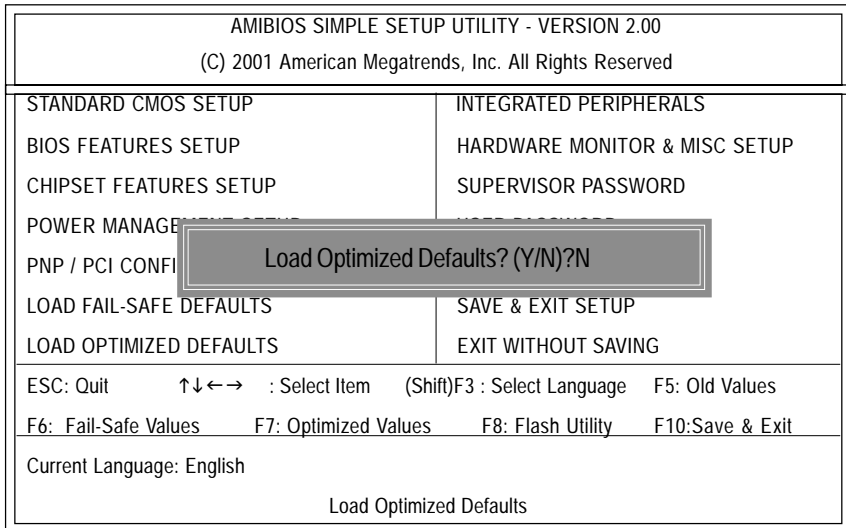 AMIBIOS SIMPLE SETUP UTILITY - VERSION 2.00
(C) 2001 American Megatrends, Inc. All Rights Reserved
STANDARD CMOS SETUP
BIOS FEATURES SETUP
CHIPSET FEATURES SETUP
POWER MANAGEMENT SETUP
PNP / PCI CONFI
LOAD FAIL-SAFE DEFAULTS
LOAD OPTIMIZED DEFAULTS
INTEGRATED PERIPHERALS
HARDWARE MONITOR & MISC SETUP
SUPERVISOR PASSWORD
USER PASSWORD
SAVE & EXIT SETUP
EXIT WITHOUT SAVING
Load Optimized Defaults? (Y/N)?N
ESC: Quit ↑↓←→ : Select Item (Shift)F3 : Select Language F5: Old Values
F6: Fail-Safe Values F7: Optimized Values F8: Flash Utility F10:Save & Exit
Current Language: English
Load Optimized Defaults